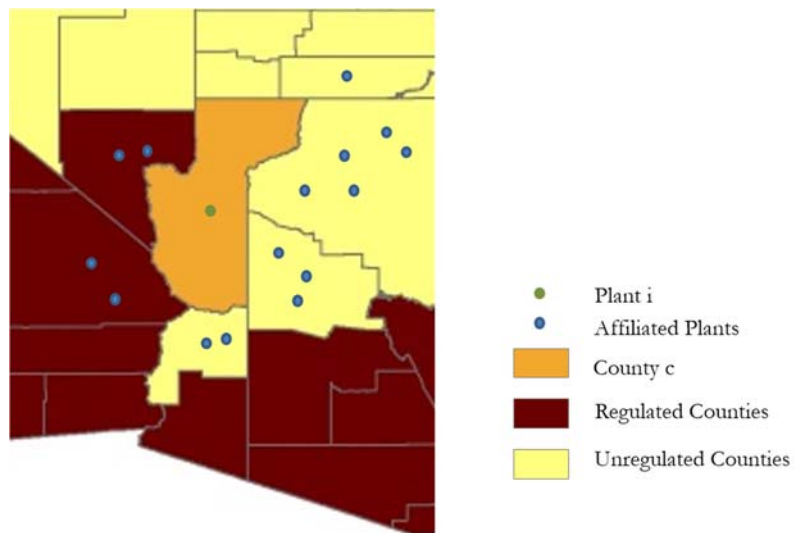 Plant i
Affiliated Plants
County c
Regulated Counties
Unregulated Counties